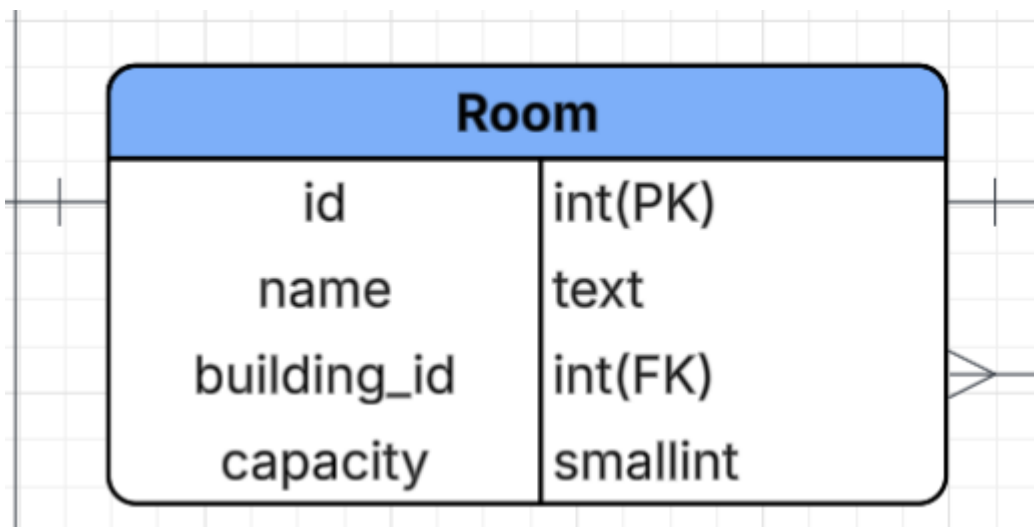 Room
id int(PK)
name text
building_id int(FK)
capacity smallint